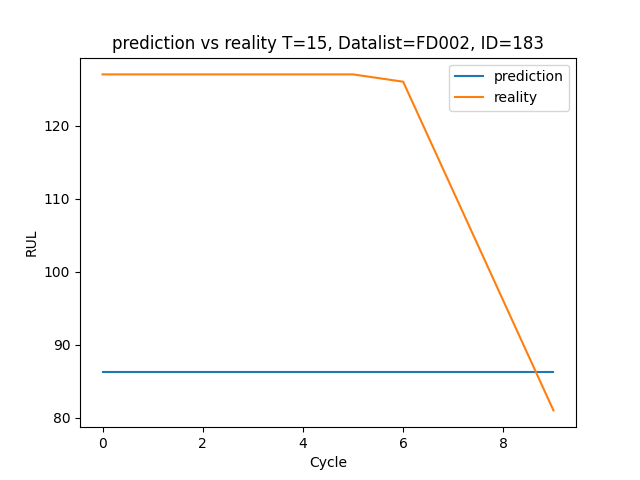 prediction vs reality T=15, Datalist=FD002, ID=183
prediction
reality
120
110
100
90
80
RUL
0 2 4 6 8
Cycle